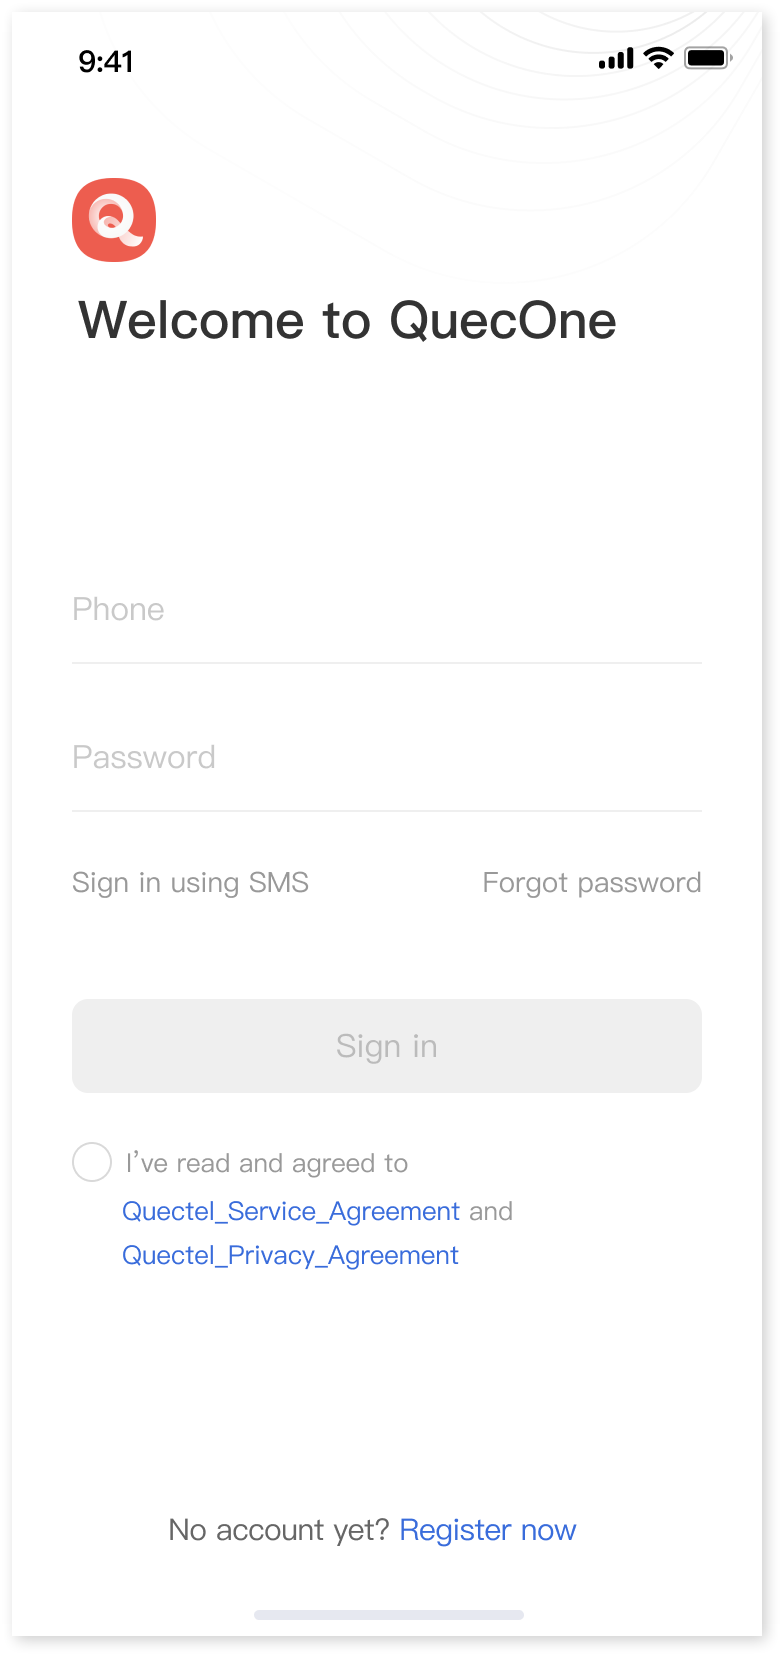 9:41
Welcome to QuecOne
Phone
Password
Sign in using SMS
Forgot password
Sign in
I’ve read and agreed to
Quectel_Service_Agreement and
Quectel_Privacy_Agreement
No account yet? Register now